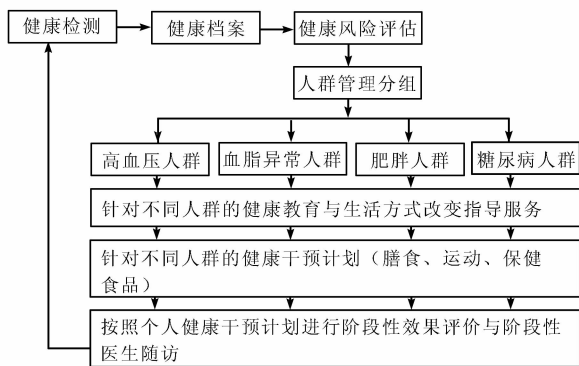 健康检测
健康档案
健康风险评估
人群管理分组
高血压人群
血脂异常人群
肥胖人群
糖尿病人群
针对不同人群的健康教育与生活方式改变指导服务
针对不同人群的健康干预计划（膳食、运动、保健
食品）
按照个人健康干预计划进行阶段性效果评价与阶段性
医生随访